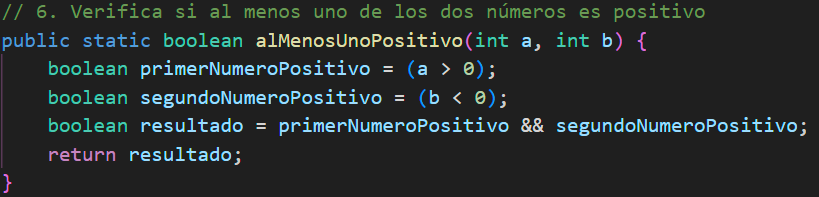 // 6. Verifica si al menos uno de los dos números es positivo
public static boolean alMenosUnoPositivo(int a, int b) {
    boolean primerNumeroPositivo = (a > 0);
    boolean segundoNumeroPositivo = (b < 0);
    boolean resultado = primerNumeroPositivo && segundoNumeroPositivo;
    return resultado;
}